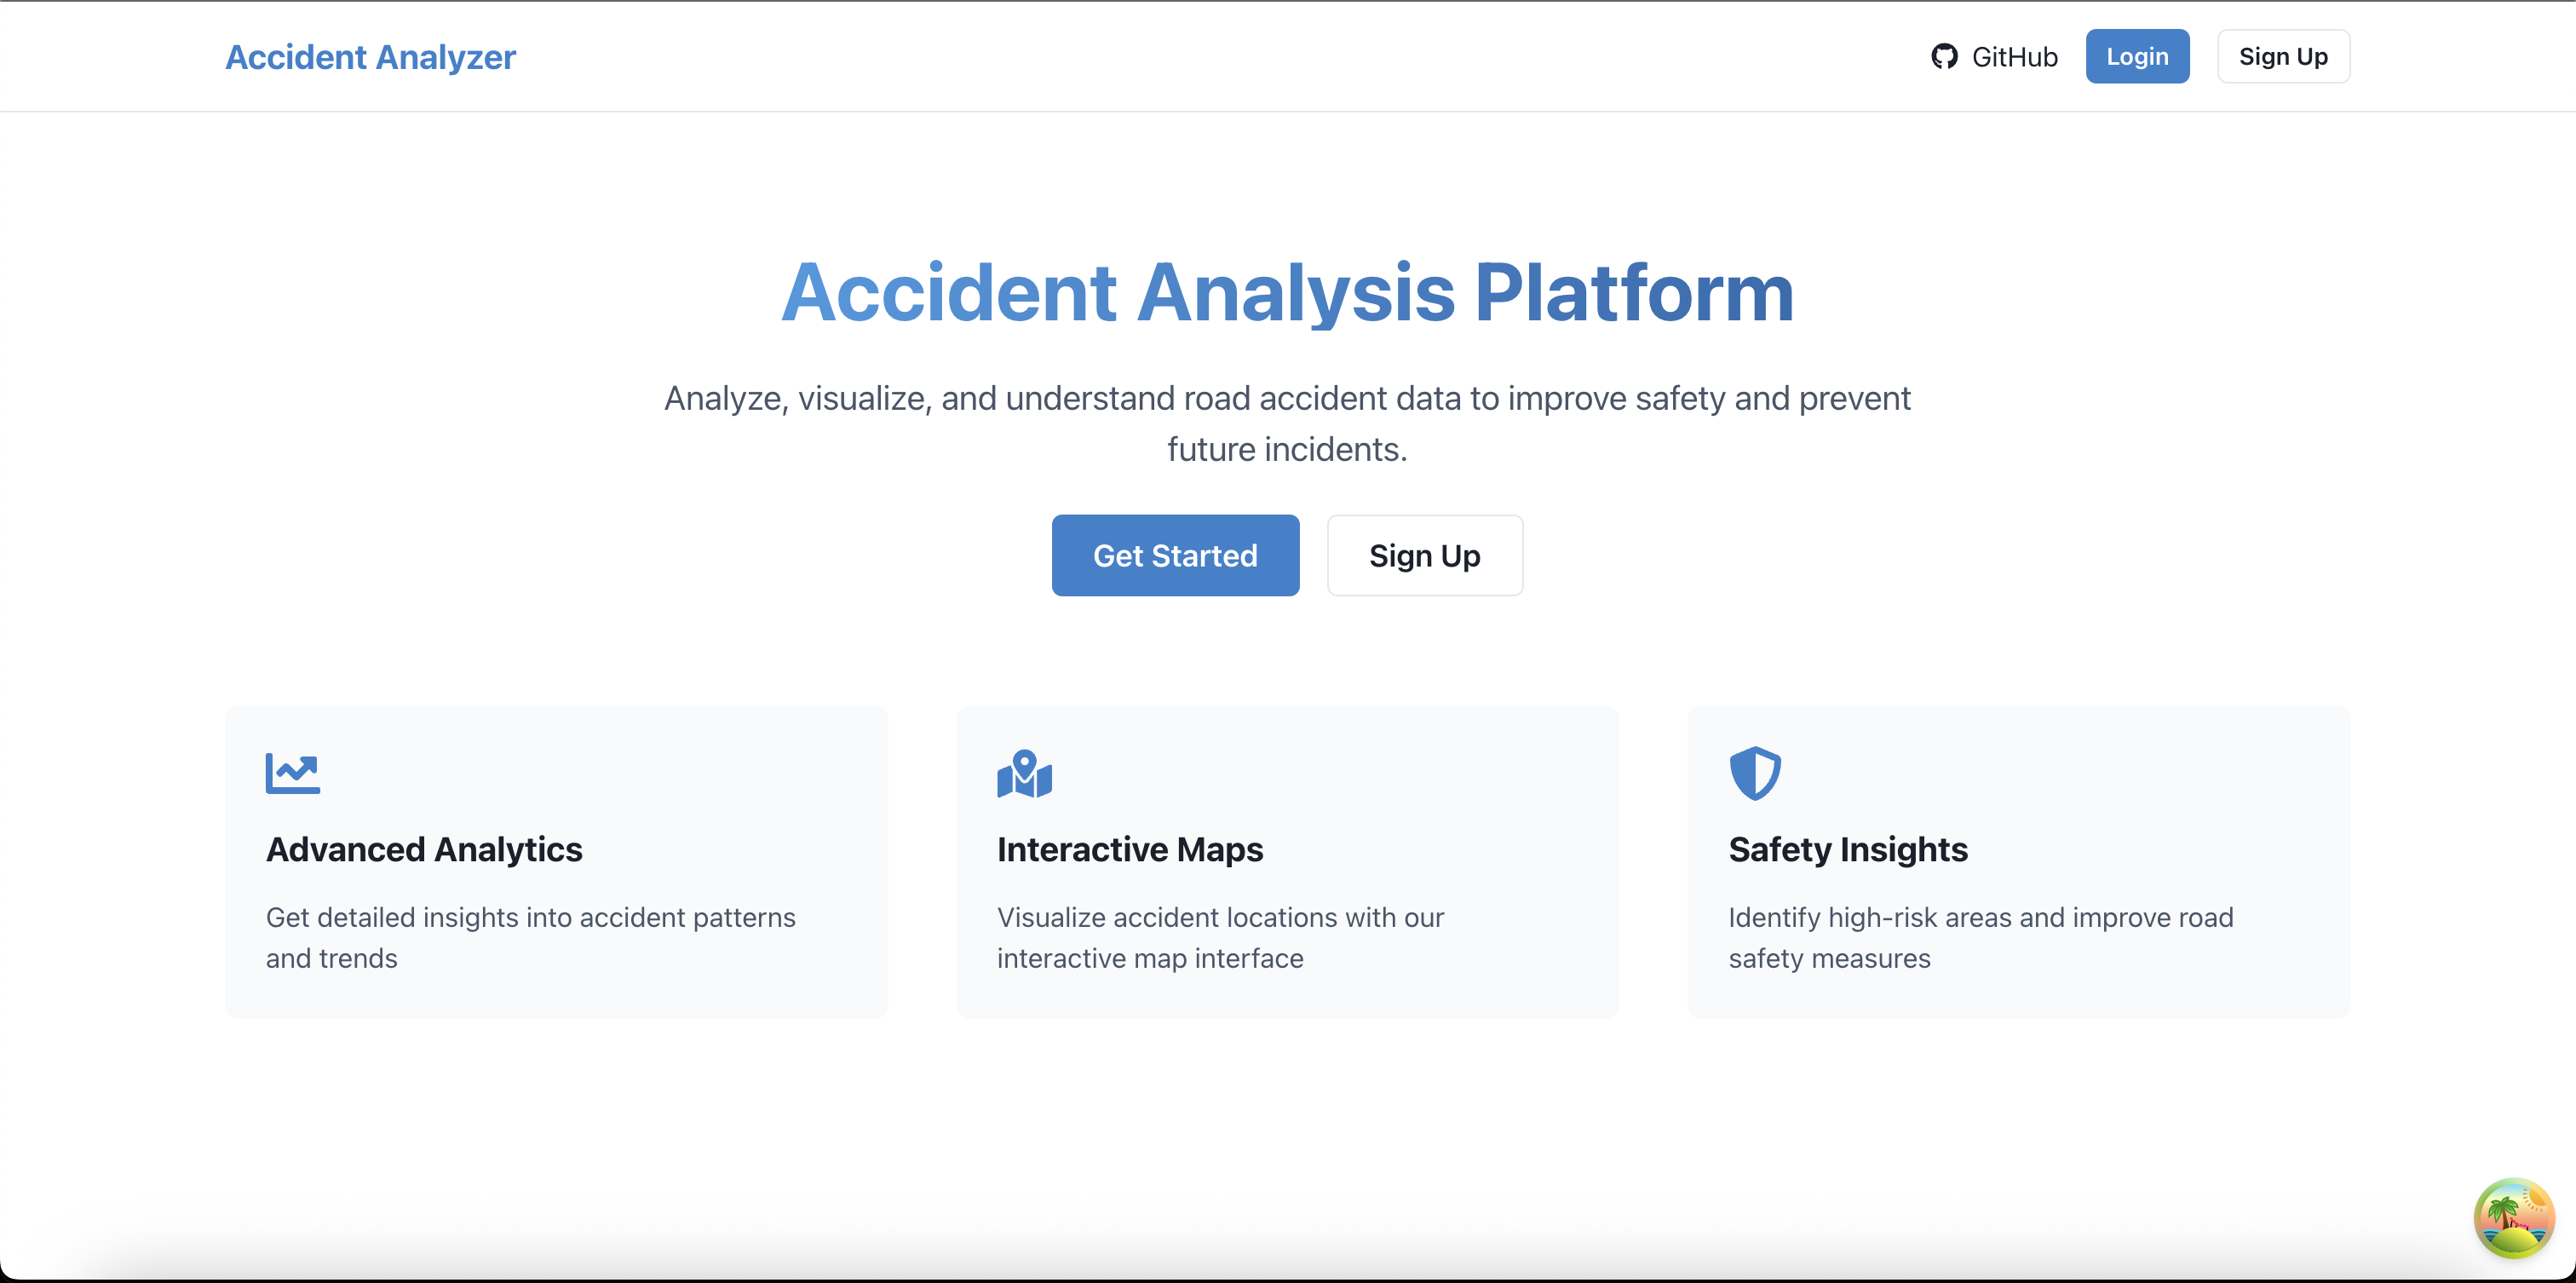 Accident Analyzer
GitHub
Login
Sign Up
Accident Analysis Platform
Analyze, visualize, and understand road accident data to improve safety and prevent
future incidents.
Get Started
Sign Up
Advanced Analytics
Get detailed insights into accident patterns
and trends
Interactive Maps
Visualize accident locations with our
interactive map interface
Safety Insights
Identify high-risk areas and improve road
safety measures